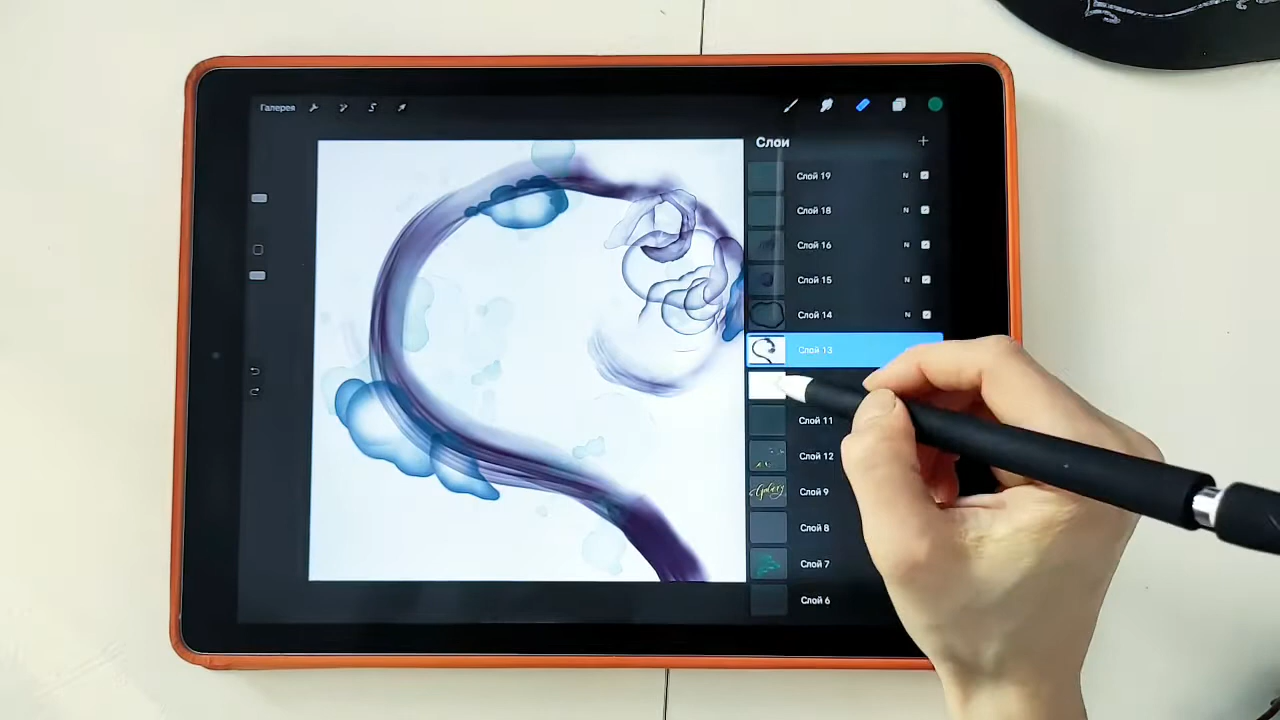 Галерея
Слои
Слой 19 N
Слой 18 N
Слой 16 N
Слой 15 N
Слой 14 N
Слой 13
Слой 11
Слой 12
Слой 9
Слой 8
Слой 7
Слой 6